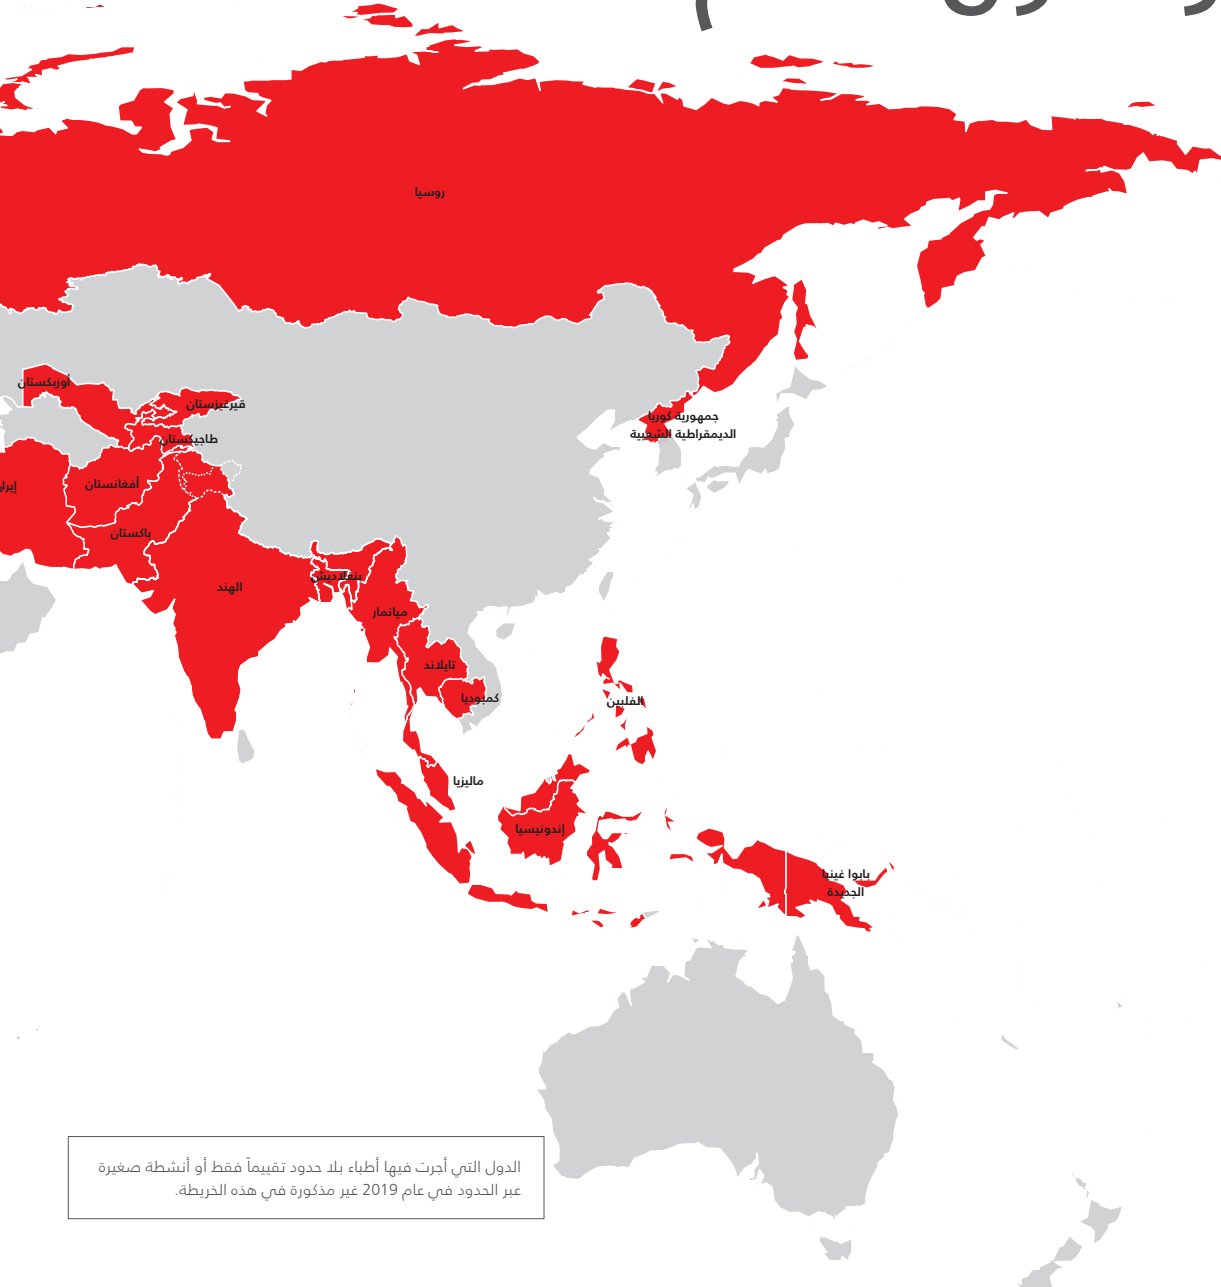 روسيا
أوزبكستان
قيرغيزستان
جمهورية كوريا
الديمقراطية الشعبية
طاجيكستان
أفغانستان
باكستان
بنغلاديش
الهند
ميانمار
تايلاند
كمبوديا
الفلبين
ماليزيا
إندونيسيا
بابوا غينيا
الجديدة
الدول التي أجرت فيها أطباء بلا حدود تقييماً فقط أو أنشطة صغيرة
عبر الحدود في عام 2019 غير مذكورة في هذه الخريطة.